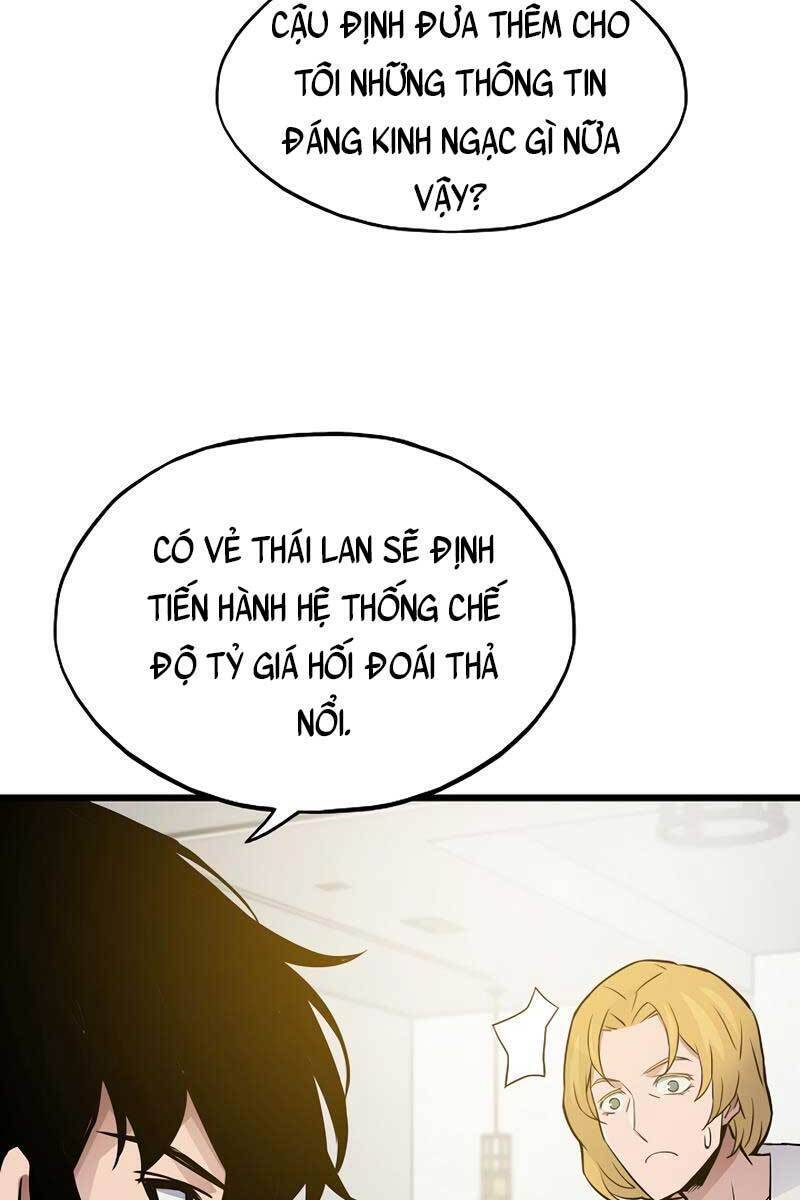 CẬU ĐỊNH ĐƯA THÊM CHO
TÔI NHỮNG THÔNG TIN
ĐÁNG KINH NGẠC GÌ NỮA
VẬY?
CÓ VẺ THÁI LAN SẼ ĐỊNH
TIẾN HÀNH HỆ THỐNG CHẾ
ĐỘ TỶ GIÁ HỐI ĐOÁI THẢ
NỔI.